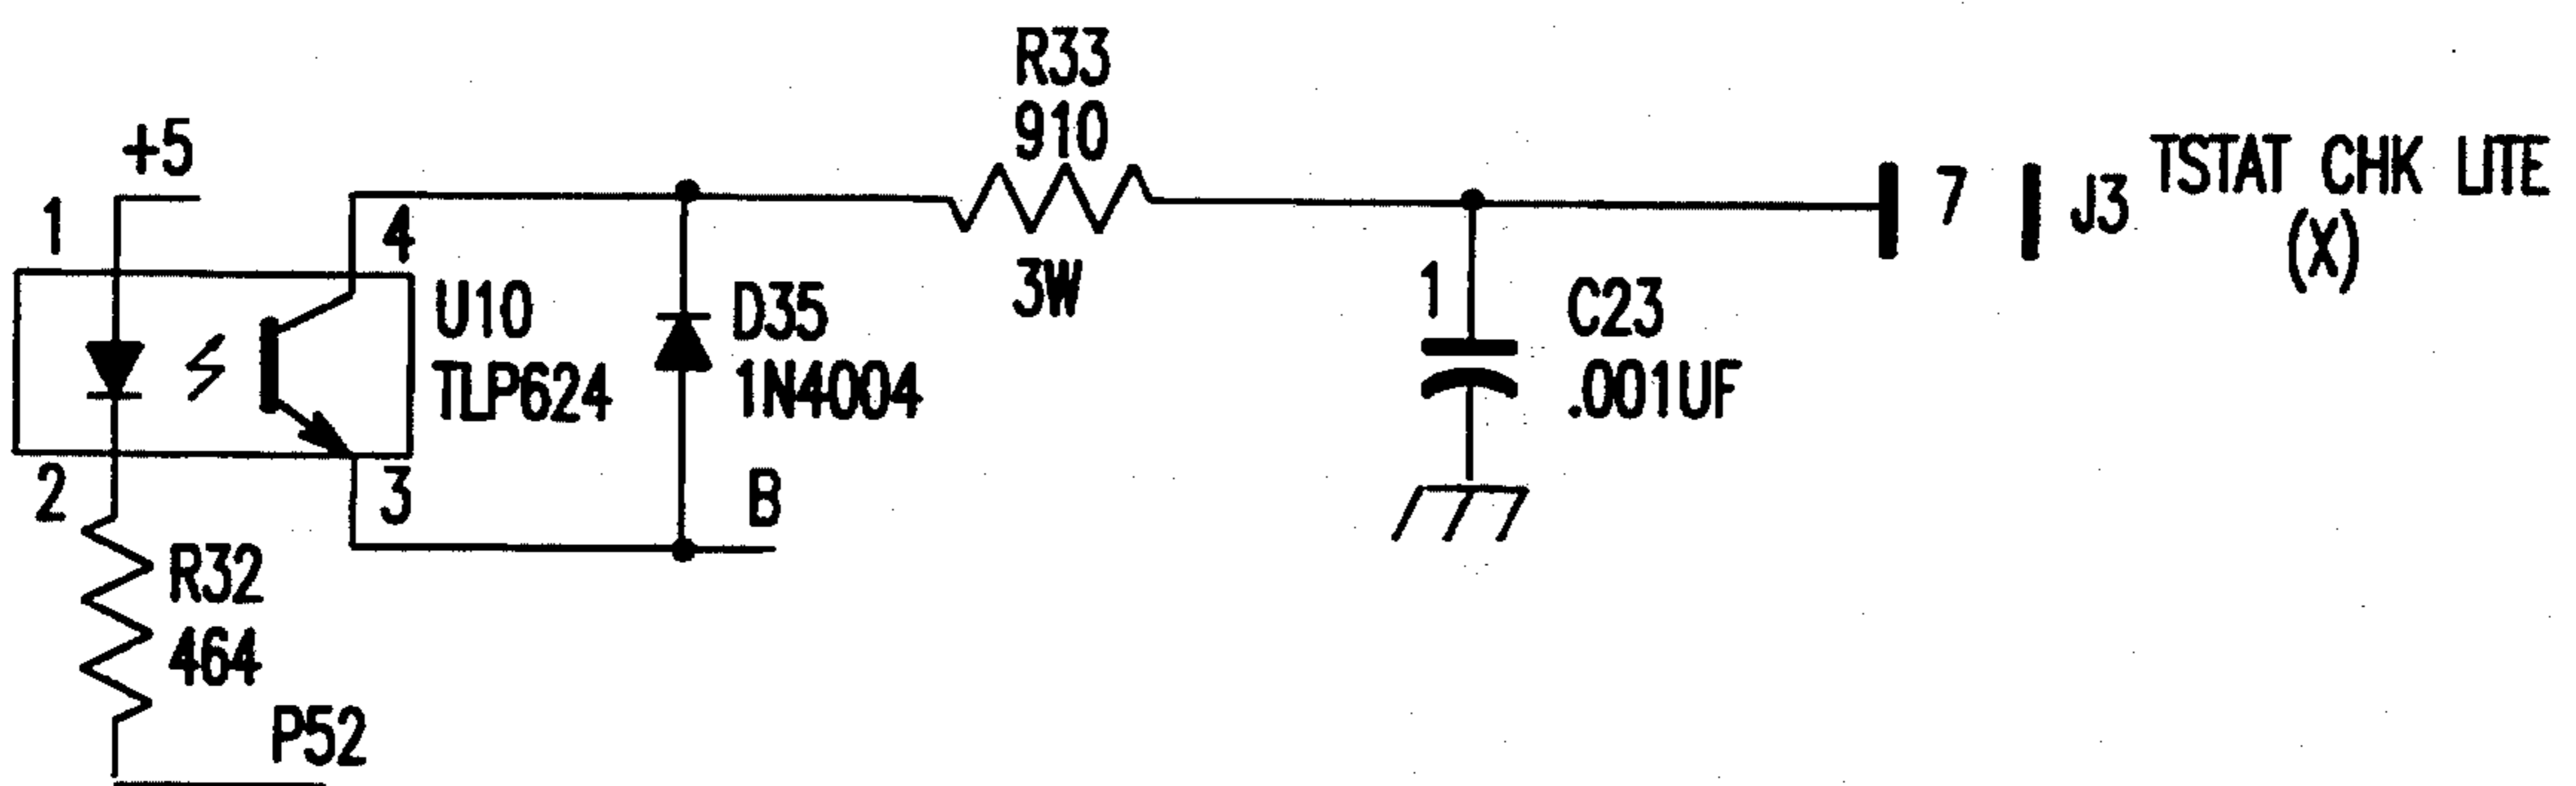 R33
910
3W
+5
1
4
U10
TLP624
2
3
D35
1N4004
B
R32
464
P52
1
C23
.001UF
7
J3
TSTAT CHK LITE
(X)